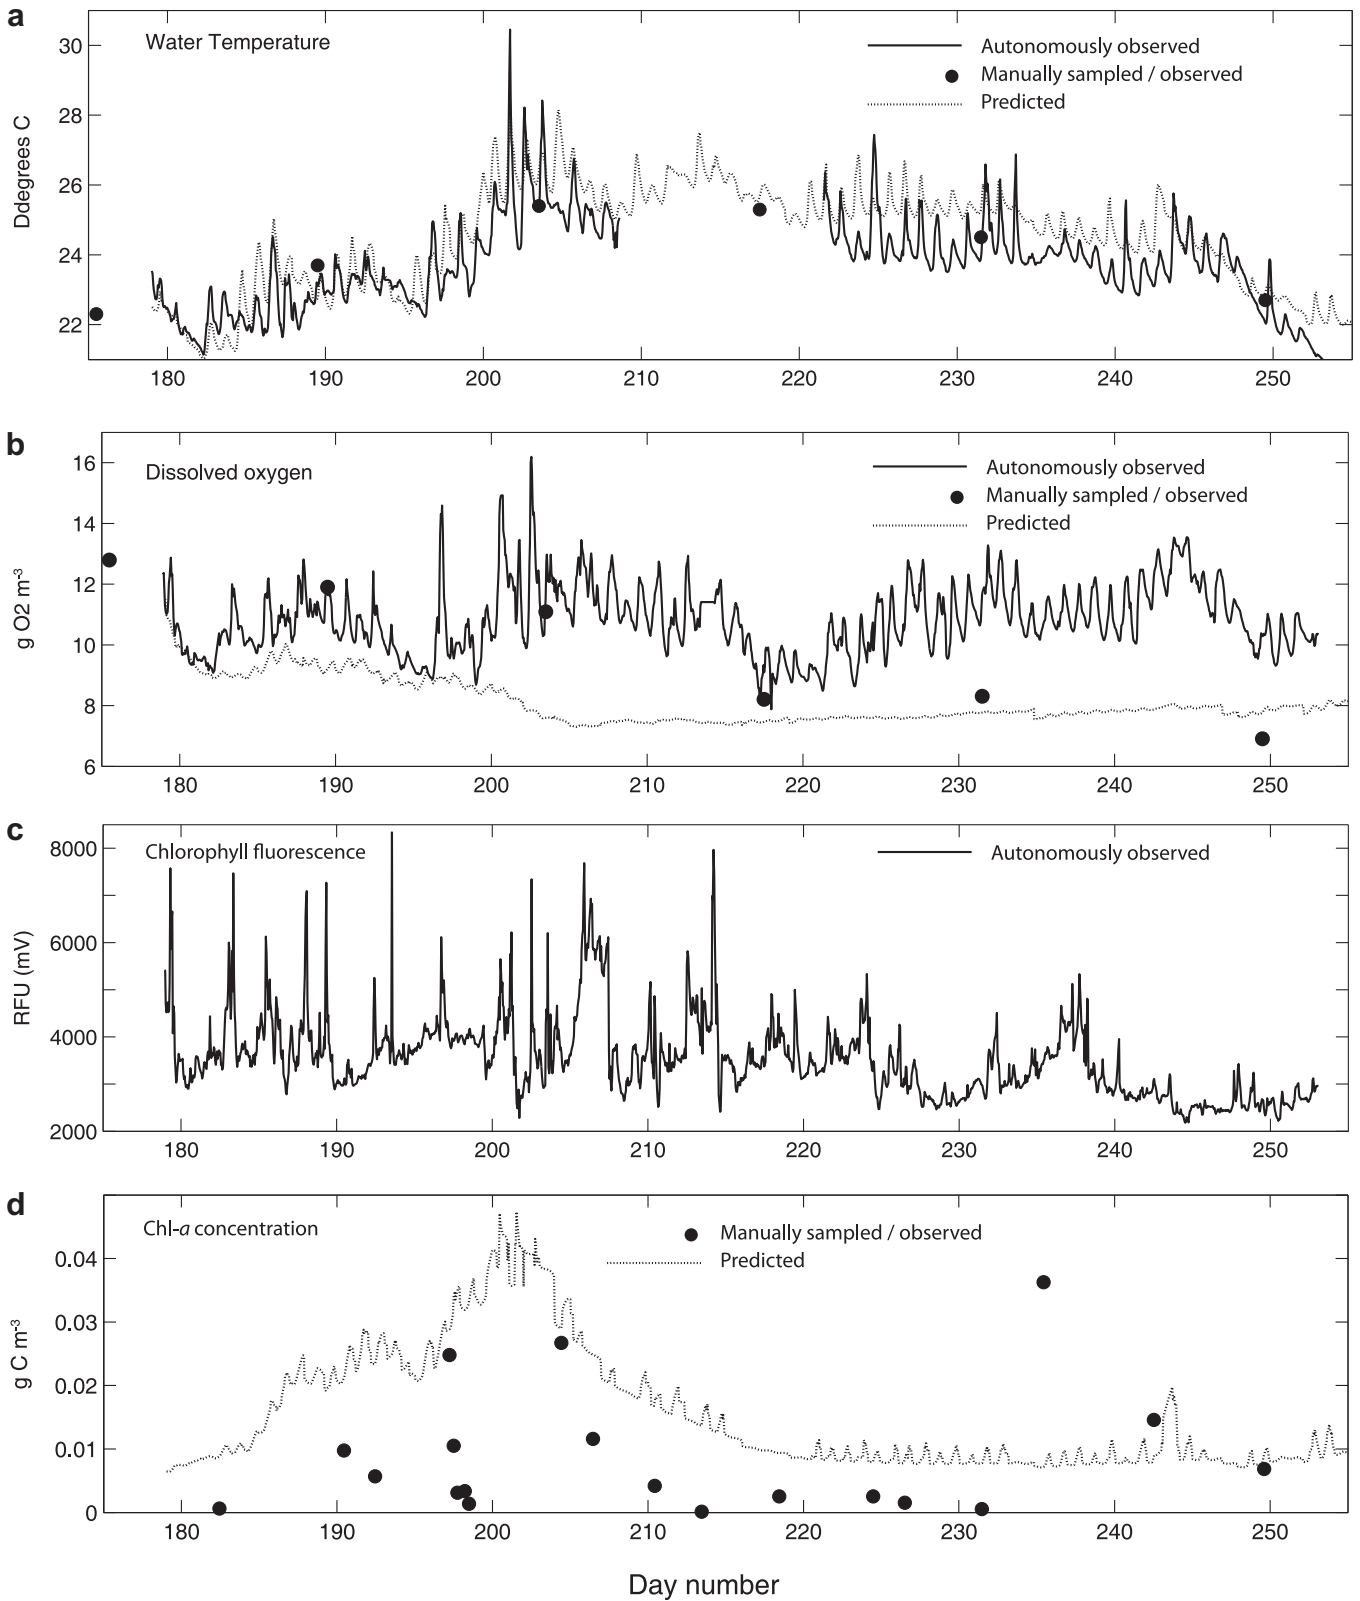 a
Water Temperature
Autonomously observed
Manually sampled / observed
Predicted
Ddegrees C
30
28
26
24
22
180 190 200 210 220 230 240 250
b
Dissolved oxygen
Autonomously observed
Manually sampled / observed
Predicted
g O2 m-3
16
14
12
10
8
6
180 190 200 210 220 230 240 250
c
Chlorophyll fluorescence
Autonomously observed
RFU (mV)
8000
6000
4000
2000
180 190 200 210 220 230 240 250
d
Chl-a concentration
Manually sampled / observed
Predicted
g C m-3
0.04
0.03
0.02
0.01
0
180 190 200 210 220 230 240 250
Day number